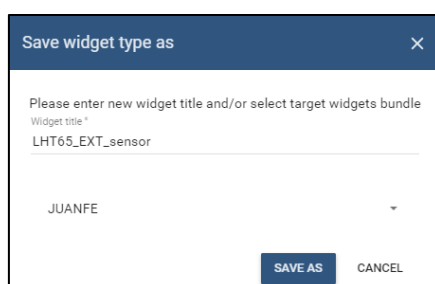 Save widget type as
Please enter new widget title and/or select target widgets bundle
Widget title *
LHT65_EXT_sensor
JUANFE
SAVE AS CANCEL